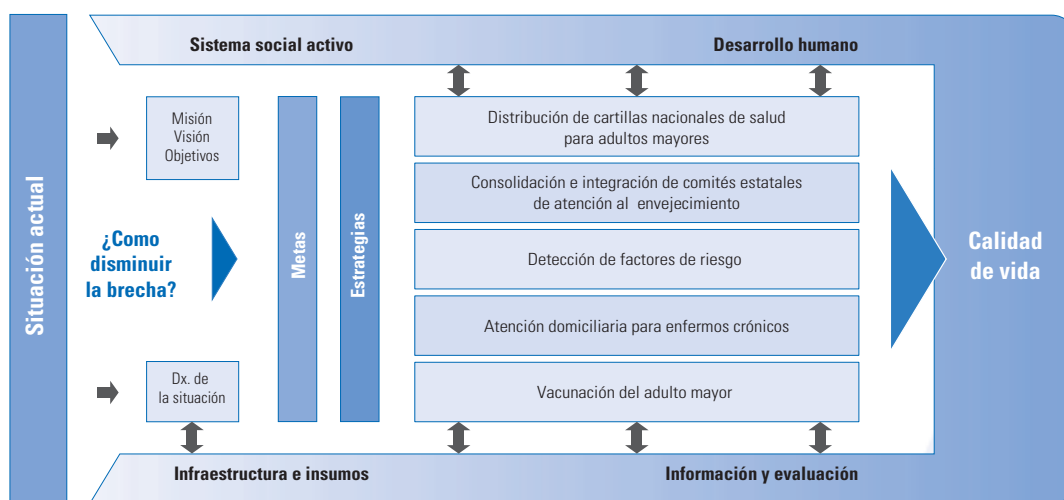 Sistema social activo
Desarrollo humano
Situación actual
Misión
Visión
Objetivos
¿Como
disminuir
la brecha?
Dx. de
la situación
Metas
Estrategias
Distribución de cartillas nacionales de salud
para adultos mayores
Consolidación e integración de comités estatales
de atención al envejecimiento
Detección de factores de riesgo
Atención domiciliaria para enfermos crónicos
Vacunación del adulto mayor
Calidad
de vida
Infraestructura e insumos
Información y evaluación